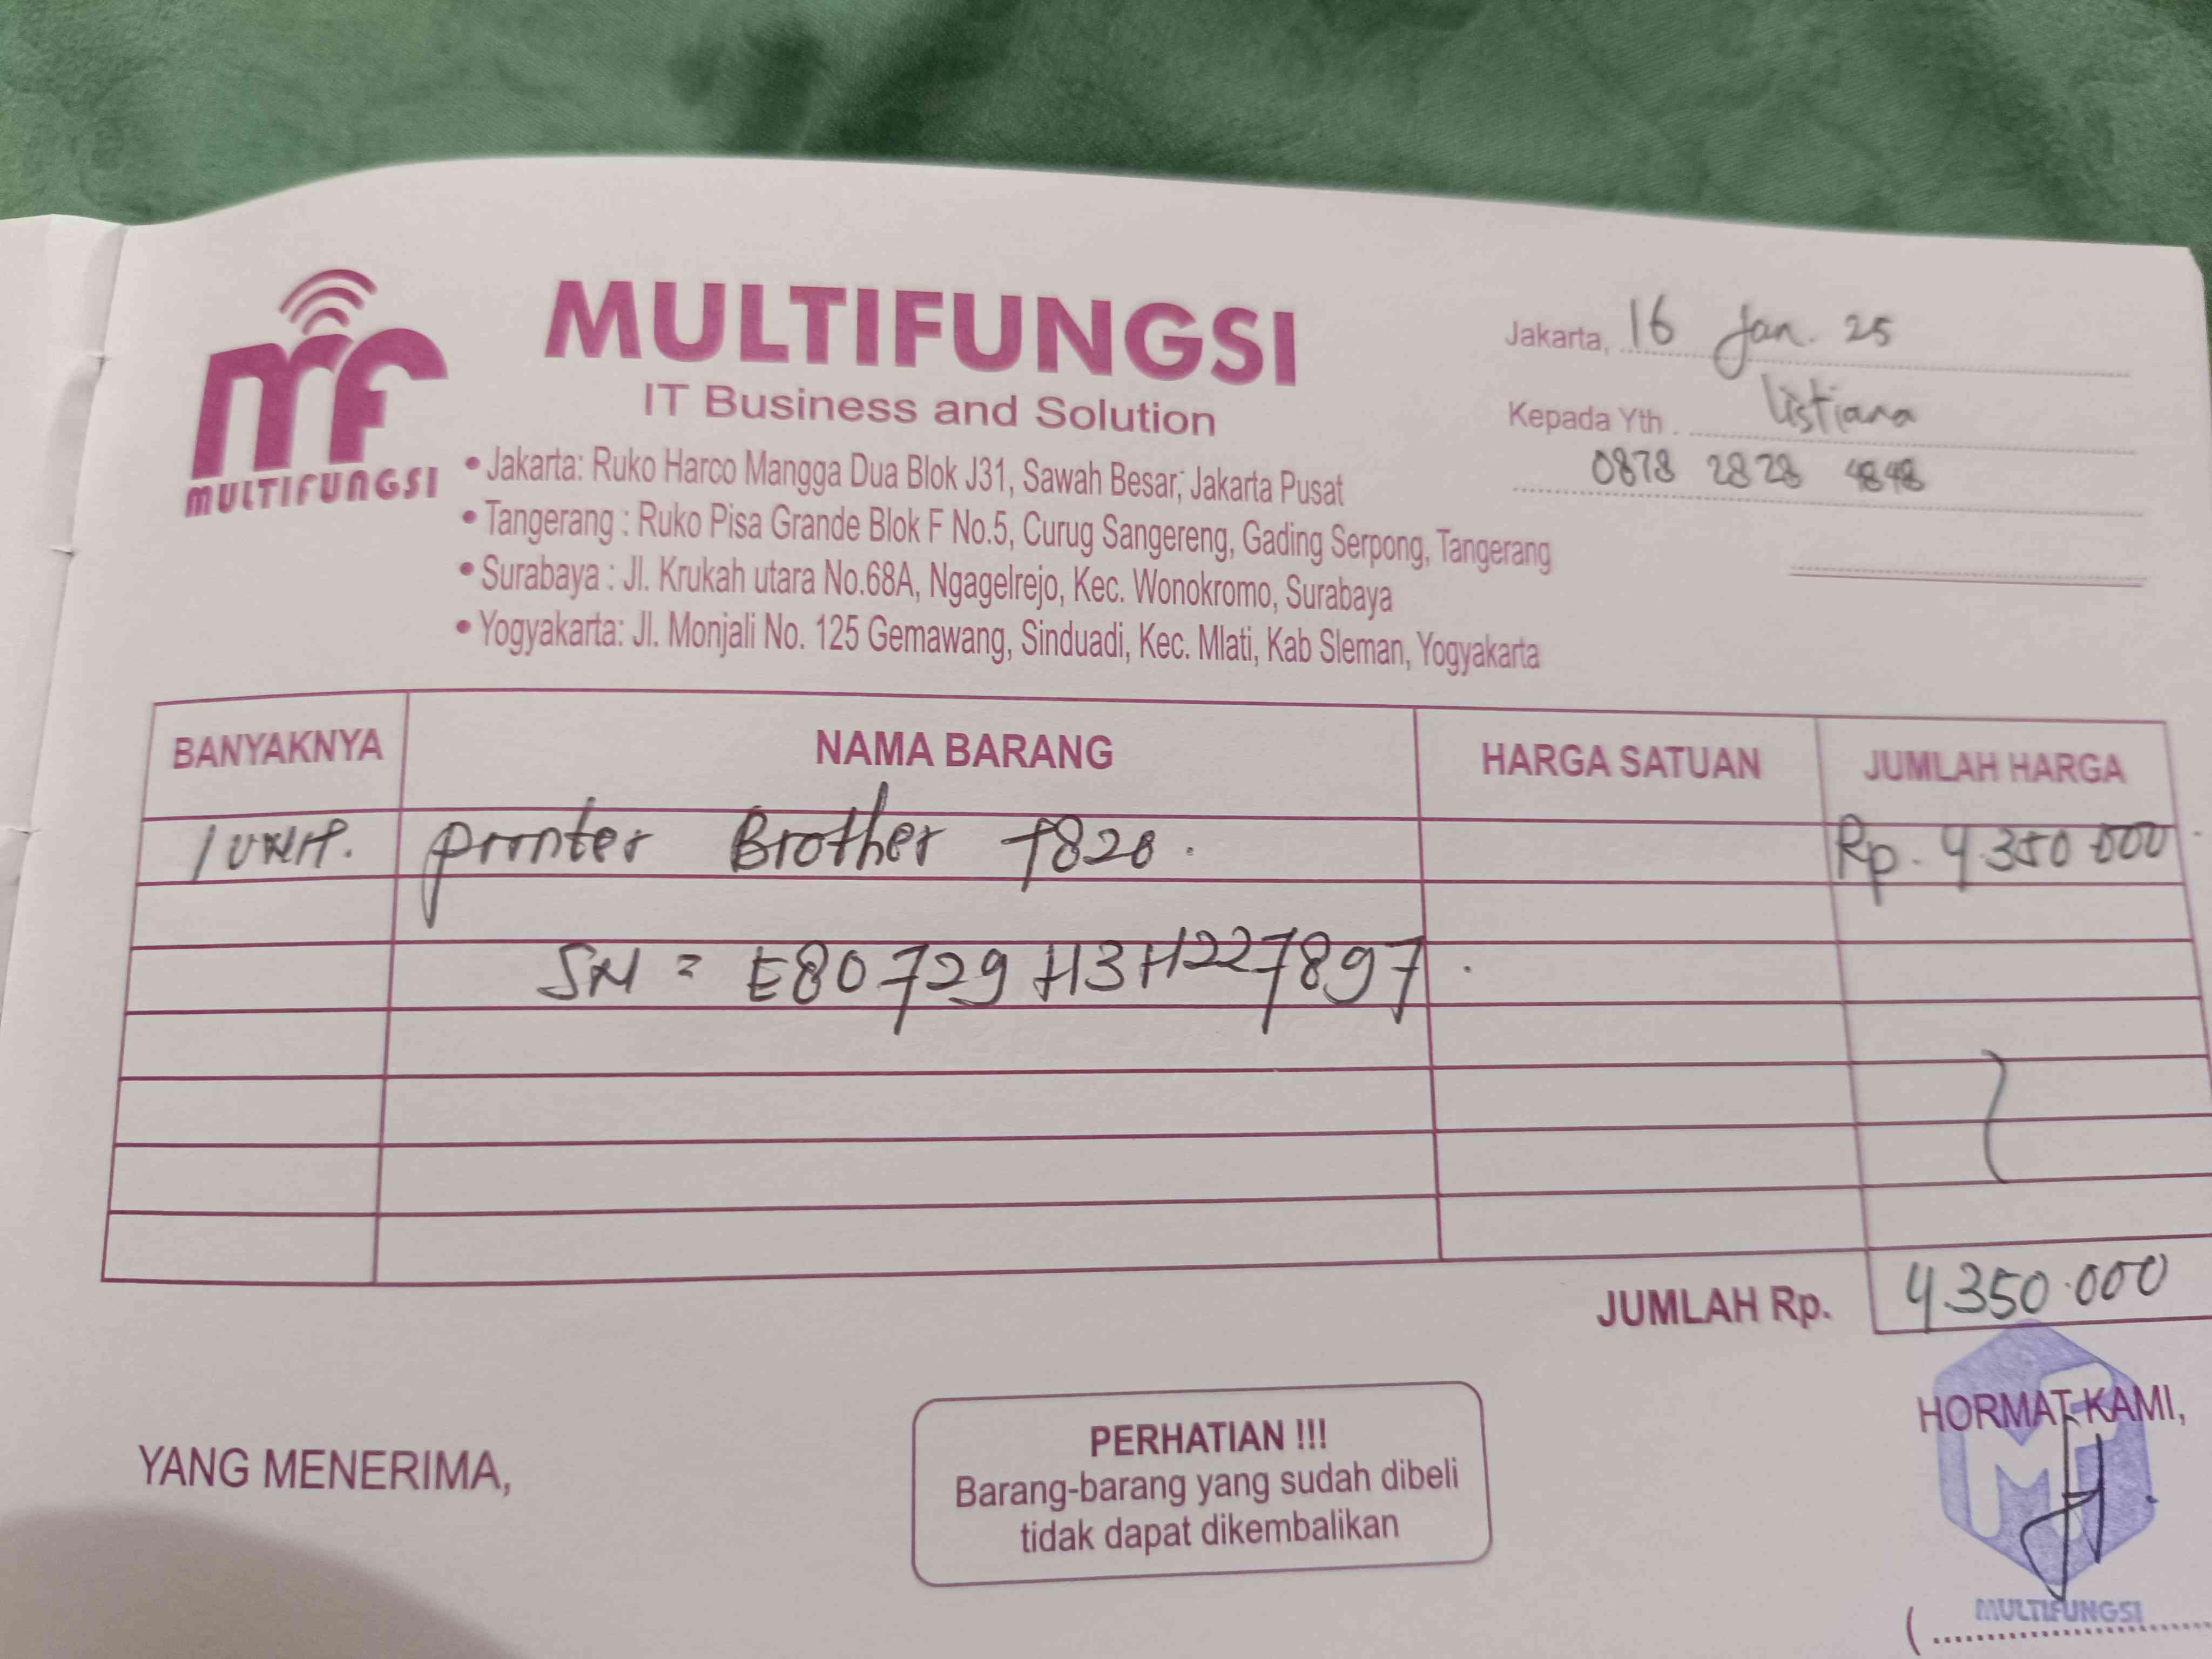 MULTIFUNGSI
MULTIFUNGSI
IT Business and Solution
• Jakarta: Ruko Harco Mangga Dua Blok J31, Sawah Besar, Jakarta Pusat
• Tangerang : Ruko Pisa Grande Blok F No.5, Curug Sangereng, Gading Serpong, Tangerang
• Surabaya : Jl. Krukah utara No.68A, Ngagelrejo, Kec. Wonokromo, Surabaya
• Yogyakarta: Jl. Monjali No. 125 Gemawang, Sinduadi, Kec. Mlati, Kab Sleman, Yogyakarta
Jakarta, 16 Jan. 25
Kepada Yth. Listiana
0878 2828 4848
BANYAKNYA NAMA BARANG HARGA SATUAN JUMLAH HARGA
1 unit. printer Brother T820. Rp. 4.350.000
SN = E80729H3H227897.
JUMLAH Rp. 4.350.000
YANG MENERIMA,
PERHATIAN !!!
Barang-barang yang sudah dibeli
tidak dapat dikembalikan
HORMAT KAMI,
MULTIFUNGSI